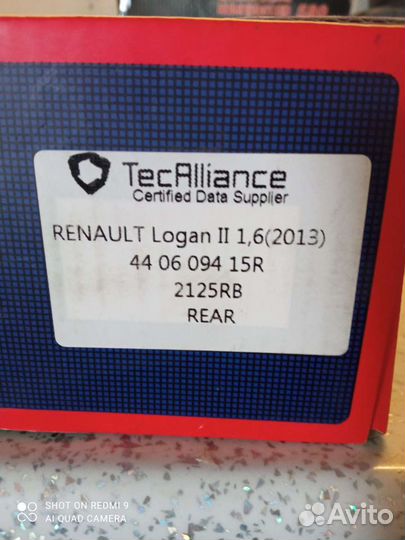 TecAlliance
Certified Data Supplier
RENAULT Logan II 1,6(2013)
44 06 094 15R
2125RB
REAR
SHOT ON REDMI 9
AI QUAD CAMERA
Avito